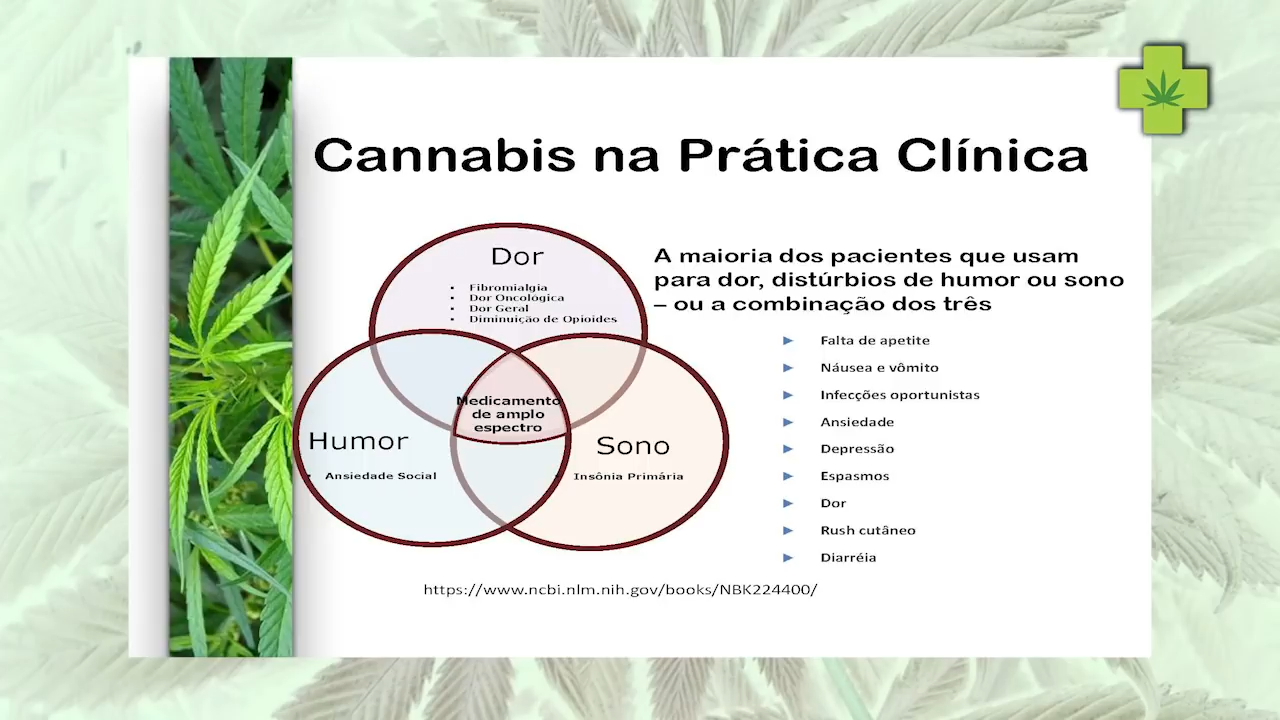 Cannabis na Prática Clínica
Dor
▪ Fibromialgia
▪ Dor Oncológica
▪ Dor Geral
▪ Diminuição de Opioides
Medicamento
de amplo
espectro
Humor
▪ Ansiedade Social
Sono
▪ Insônia Primária
A maioria dos pacientes que usam
para dor, distúrbios de humor ou sono
– ou a combinação dos três
► Falta de apetite
► Náusea e vômito
► Infecções oportunistas
► Ansiedade
► Depressão
► Espasmos
► Dor
► Rush cutâneo
► Diarréia
https://www.ncbi.nlm.nih.gov/books/NBK224400/